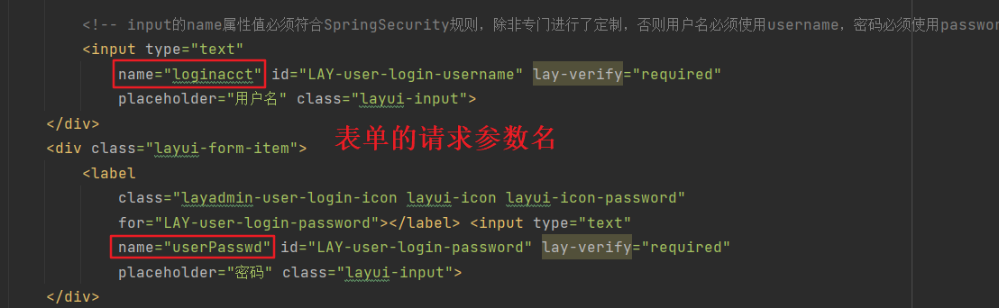 <!-- input的name属性值必须符合SpringSecurity规则，除非专门进行了定制，否则用户名必须使用username，密码必须使用passwor
<input type="text"
name="loginacct" id="LAY-user-login-username" lay-verify="required"
placeholder="用户名" class="layui-input">
</div>
表单的请求参数名
<div class="layui-form-item">
<label
class="layadmin-user-login-icon layui-icon layui-icon-password"
for="LAY-user-login-password"></label> <input type="text"
name="userPasswd" id="LAY-user-login-password" lay-verify="required"
placeholder="密码" class="layui-input">
</div>